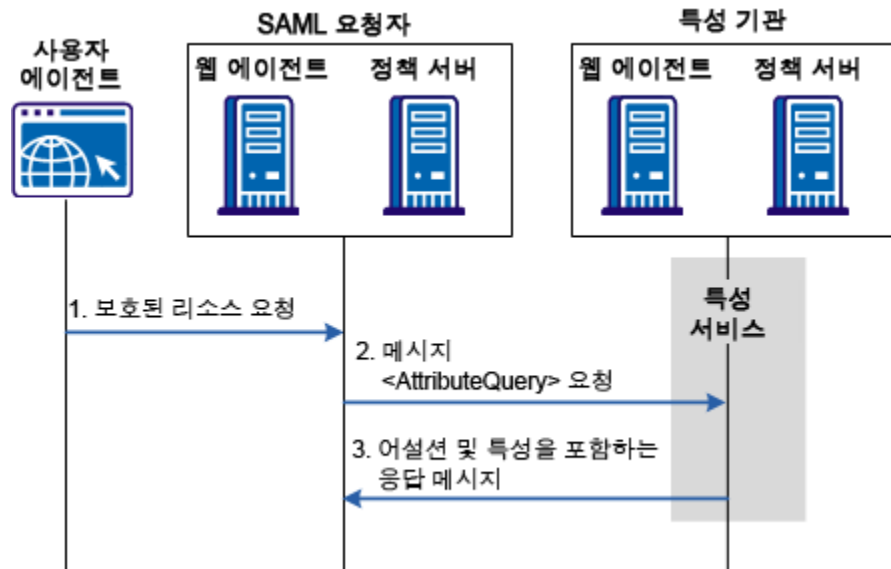 사용자
에이전트
SAML 요청자
웹 에이전트
정책 서버
특성 기관
웹 에이전트
정책 서버
1. 보호된 리소스 요청
특성
서비스
2. 메시지
<AttributeQuery> 요청
3. 어설션 및 특성을 포함하는
응답 메시지